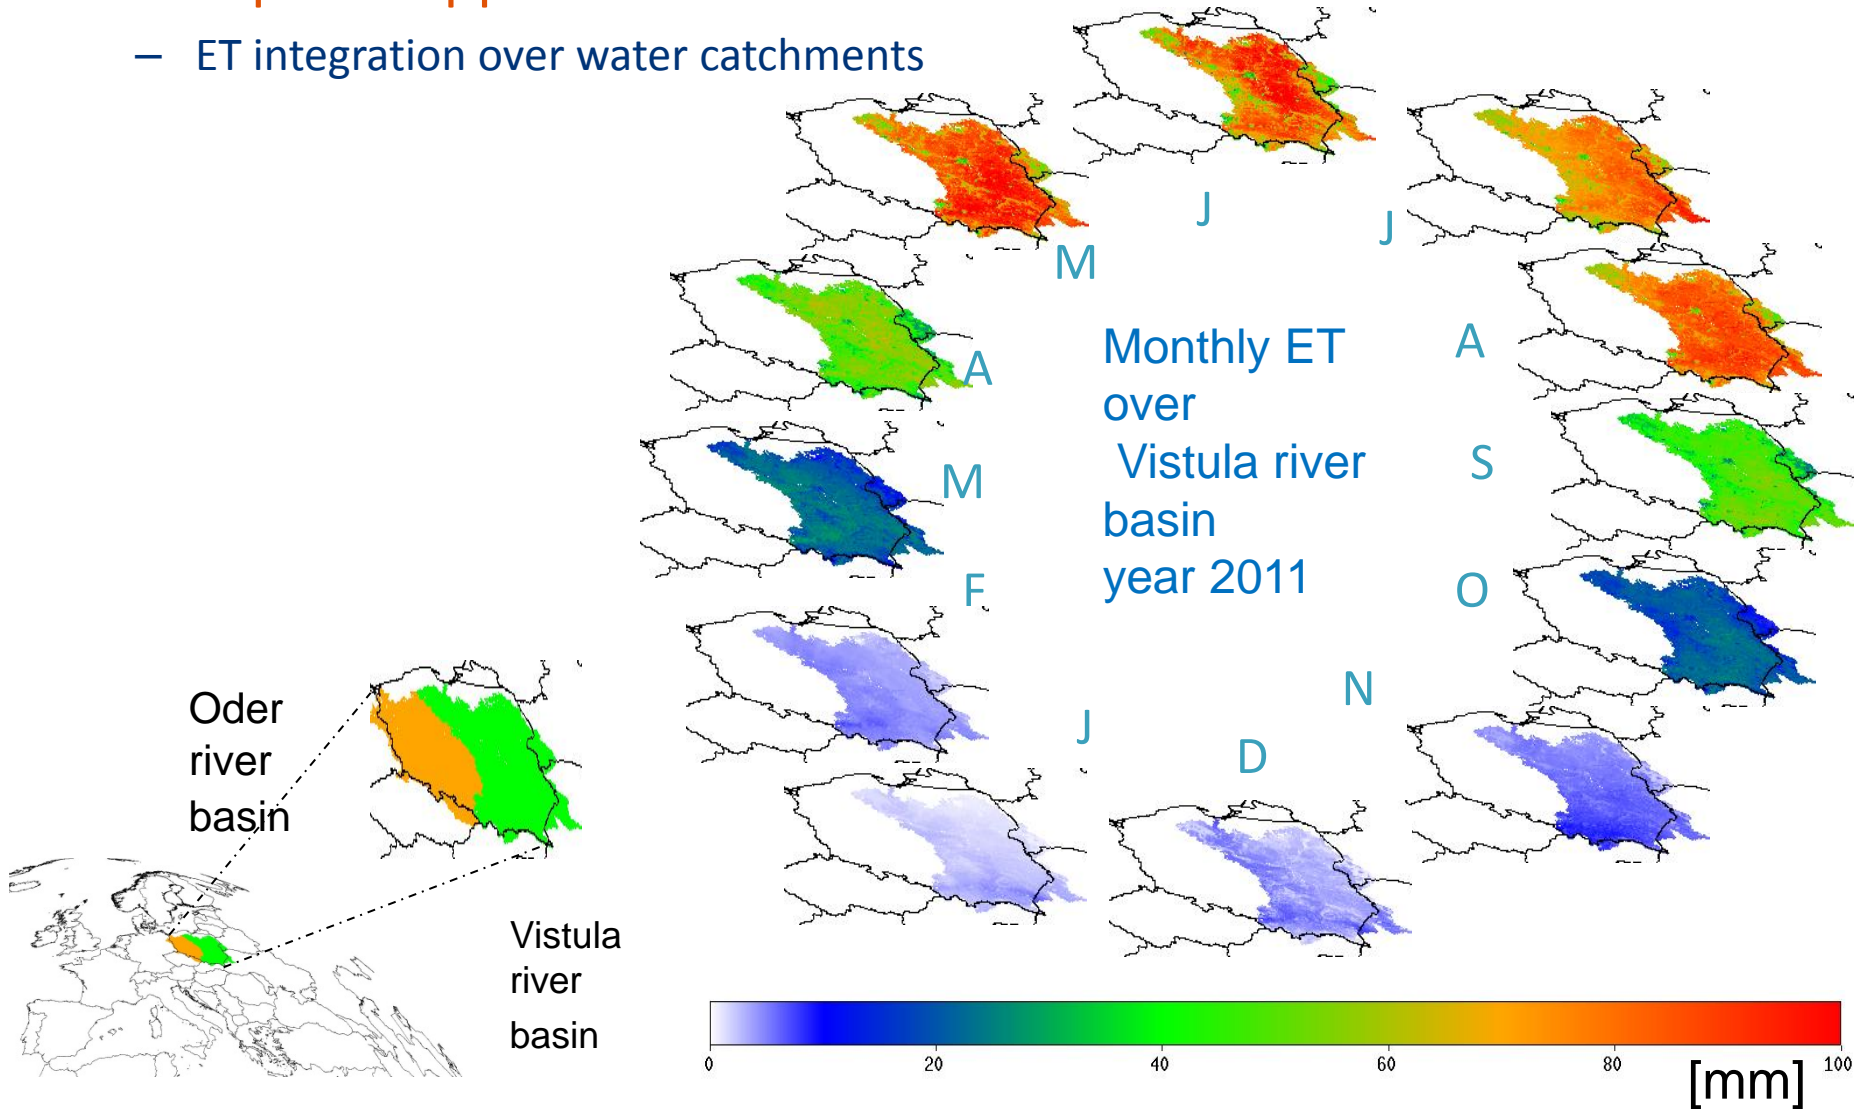 – ET integration over water catchments
J
J
M
Monthly ET
over
Vistula river
basin
year 2011
A
A
M
S
F
O
N
J
D
Oder
river
basin
Vistula
river
basin
0 20 40 60 80 100
[mm]